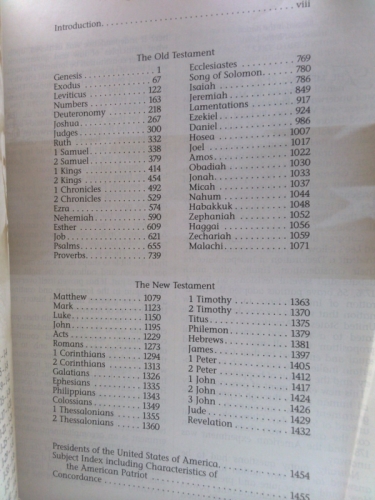 Introduction . . . . . viii
The Old Testament
Genesis . . . . . 1
Exodus . . . . . 67
Leviticus . . . . . 122
Numbers . . . . . 163
Deuteronomy . . . . . 218
Joshua . . . . . 267
Judges . . . . . 300
Ruth . . . . . 332
1 Samuel . . . . . 338
2 Samuel . . . . . 379
1 Kings . . . . . 414
2 Kings . . . . . 454
1 Chronicles . . . . . 492
2 Chronicles . . . . . 529
Ezra . . . . . 574
Nehemiah . . . . . 590
Esther . . . . . 609
Job . . . . . 621
Psalms . . . . . 655
Proverbs . . . . . 739
Ecclesiastes . . . . . 769
Song of Solomon . . . . . 780
Isaiah . . . . . 786
Jeremiah . . . . . 849
Lamentations . . . . . 917
Ezekiel . . . . . 924
Daniel . . . . . 986
Hosea . . . . . 1007
Joel . . . . . 1017
Amos . . . . . 1022
Obadiah . . . . . 1030
Jonah . . . . . 1033
Micah . . . . . 1037
Nahum . . . . . 1044
Habakkuk . . . . . 1048
Zephaniah . . . . . 1052
Haggai . . . . . 1056
Zechariah . . . . . 1059
Malachi . . . . . 1071
The New Testament
Matthew . . . . . 1079
Mark . . . . . 1123
Luke . . . . . 1150
John . . . . . 1195
Acts . . . . . 1229
Romans . . . . . 1273
1 Corinthians . . . . . 1294
2 Corinthians . . . . . 1313
Galatians . . . . . 1326
Ephesians . . . . . 1335
Philippians . . . . . 1343
Colossians . . . . . 1349
1 Thessalonians . . . . . 1355
2 Thessalonians . . . . . 1360
1 Timothy . . . . . 1363
2 Timothy . . . . . 1370
Titus . . . . . 1375
Philemon . . . . . 1379
Hebrews . . . . . 1381
James . . . . . 1397
1 Peter . . . . . 1405
2 Peter . . . . . 1412
1 John . . . . . 1417
2 John . . . . . 1424
3 John . . . . . 1426
Jude . . . . . 1429
Revelation . . . . . 1432
Presidents of the United States of America.
Subject Index Including Characteristics of
the American Patriot . . . . . 1454
Concordance . . . . . 1455